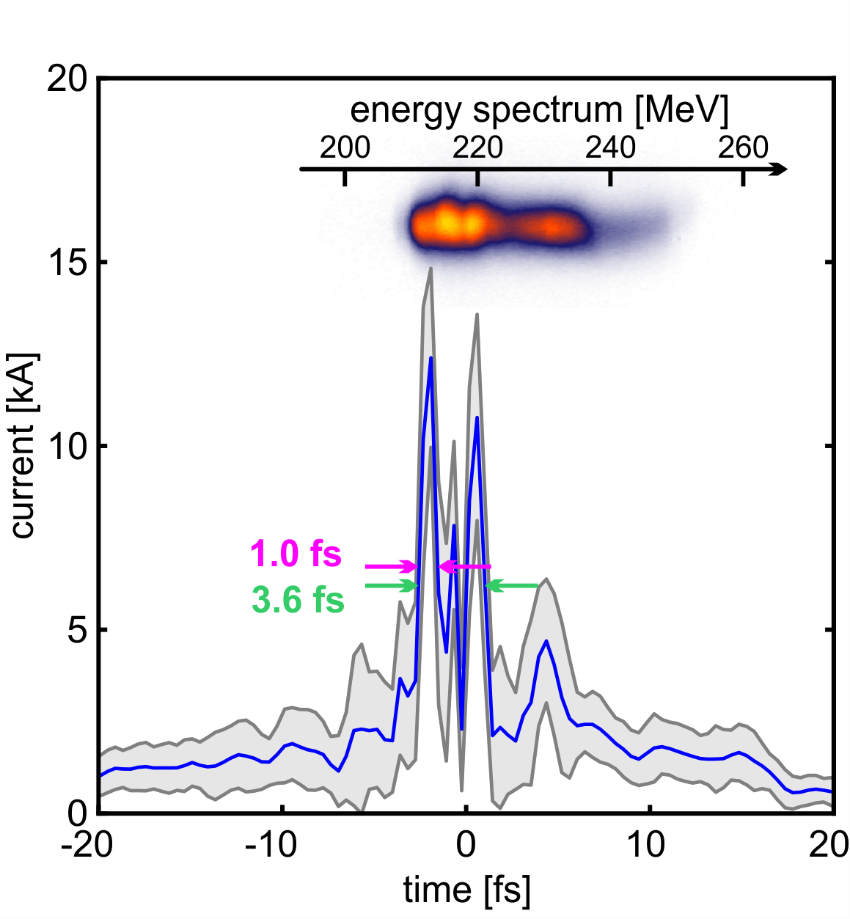 20
energy spectrum [MeV]
200 220 240 260
15
current [kA]
10
1.0 fs
3.6 fs
5
0
-20 -10 0 10 20
time [fs]